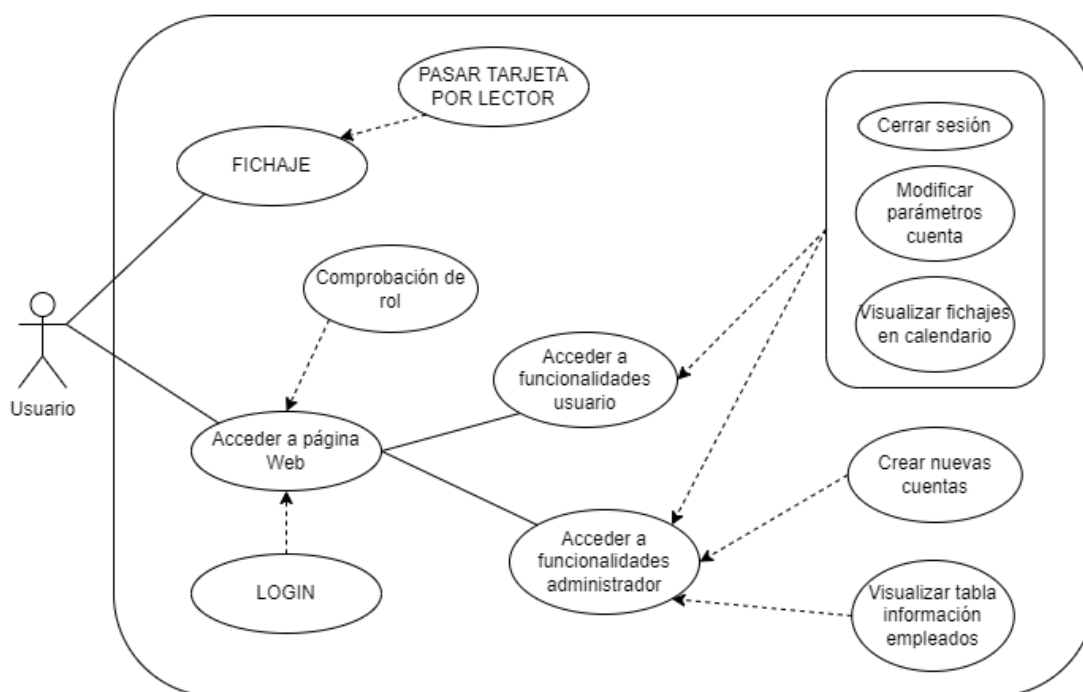 PASAR TARJETA
POR LECTOR
FICHAJE
Cerrar sesión
Modificar
parámetros
cuenta
Visualizar fichajes
en calendario
Comprobación de
rol
Usuario
Acceder a
funcionalidades
usuario
Acceder a página
Web
Crear nuevas
cuentas
Acceder a
funcionalidades
administrador
LOGIN
Visualizar tabla
información
empleados